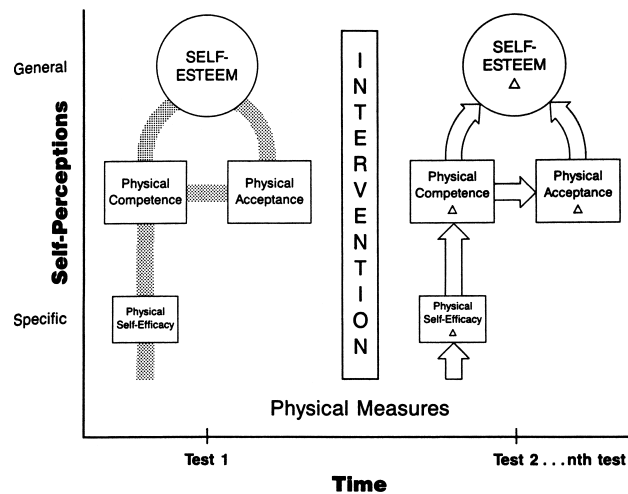 General
Specific
Self-Perceptions
SELF-
ESTEEM
Physical
Competence
Physical
Acceptance
Physical
Self-Efficacy
INTERVENTION
SELF-
ESTEEM
△
Physical
Competence
△
Physical
Acceptance
△
Physical
Self-Efficacy
△
Physical Measures
Test 1
Test 2 . . . nth test
Time